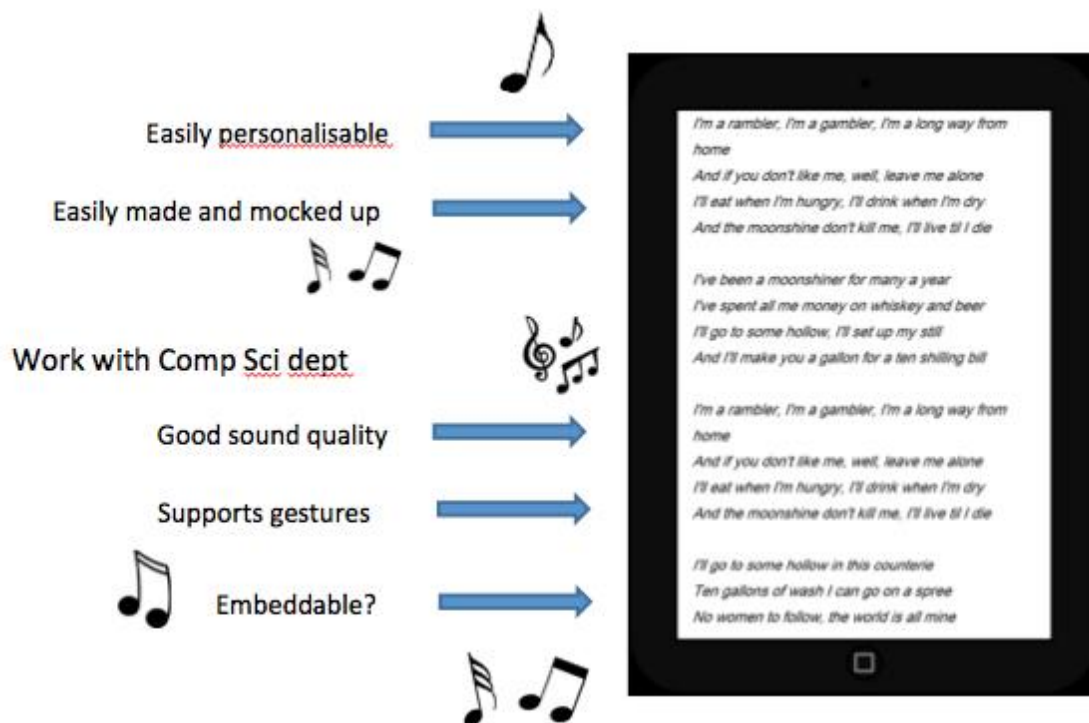 Easily personalisable
Easily made and mocked up
Work with Comp Sci dept
Good sound quality
Supports gestures
Embeddable?
I'm a rambler, I'm a gambler, I'm a long way from
home
And if you don't like me, well, leave me alone
I'll eat when I'm hungry, I'll drink when I'm dry
And the moonshine don't kill me, I'll live til I die
I've been a moonshiner for many a year
I've spent all me money on whiskey and beer
I'll go to some hollow, I'll set up my still
And I'll make you a gallon for a ten shilling bill
I'm a rambler, I'm a gambler, I'm a long way from
home
And if you don't like me, well, leave me alone
I'll eat when I'm hungry, I'll drink when I'm dry
And the moonshine don't kill me, I'll live til I die
I'll go to some hollow in this counterie
Ten gallons of wash I can go on a spree
No women to follow, the world is all mine